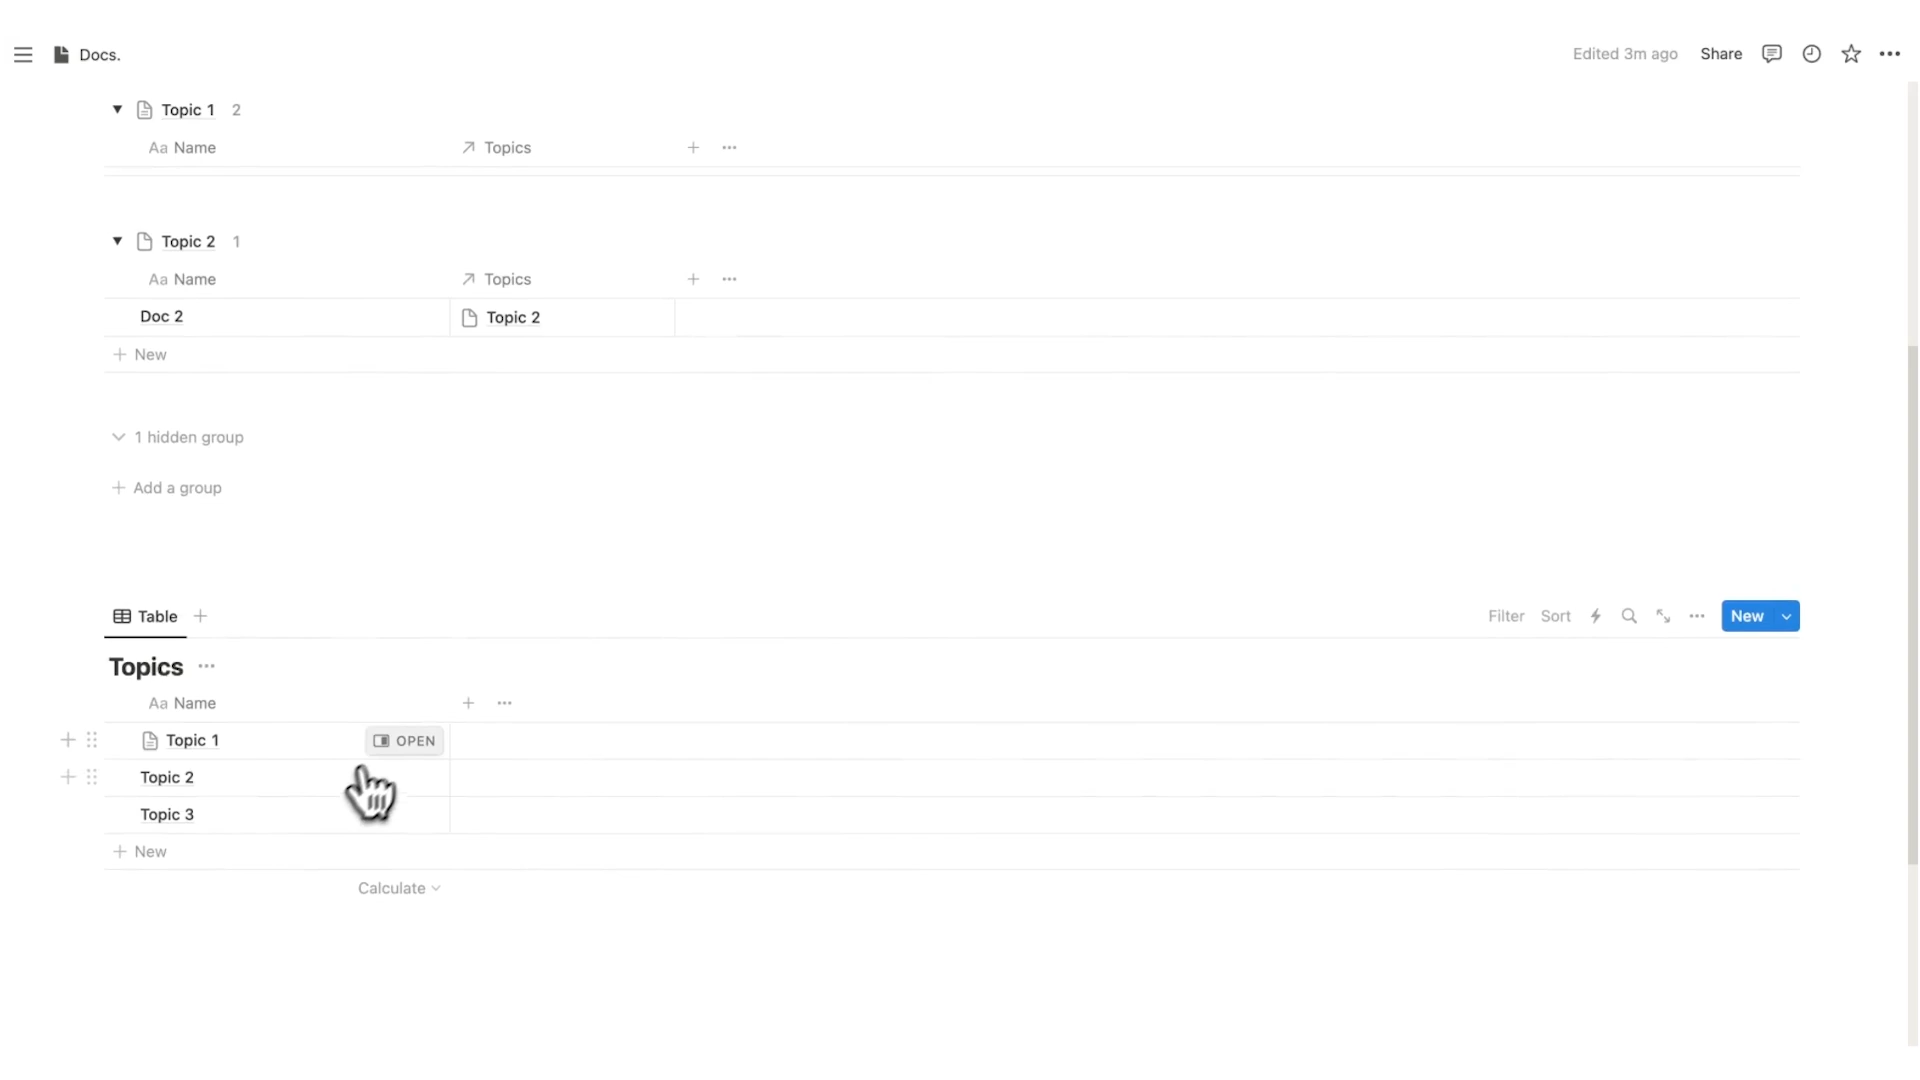 Docs.
Edited 3m ago Share
Topic 1 2
Aa Name Topics
Topic 2 1
Aa Name Topics
Doc 2 Topic 2
New
1 hidden group
Add a group
Table Filter Sort New
Topics
Aa Name
Topic 1 OPEN
Topic 2
Topic 3
New
Calculate